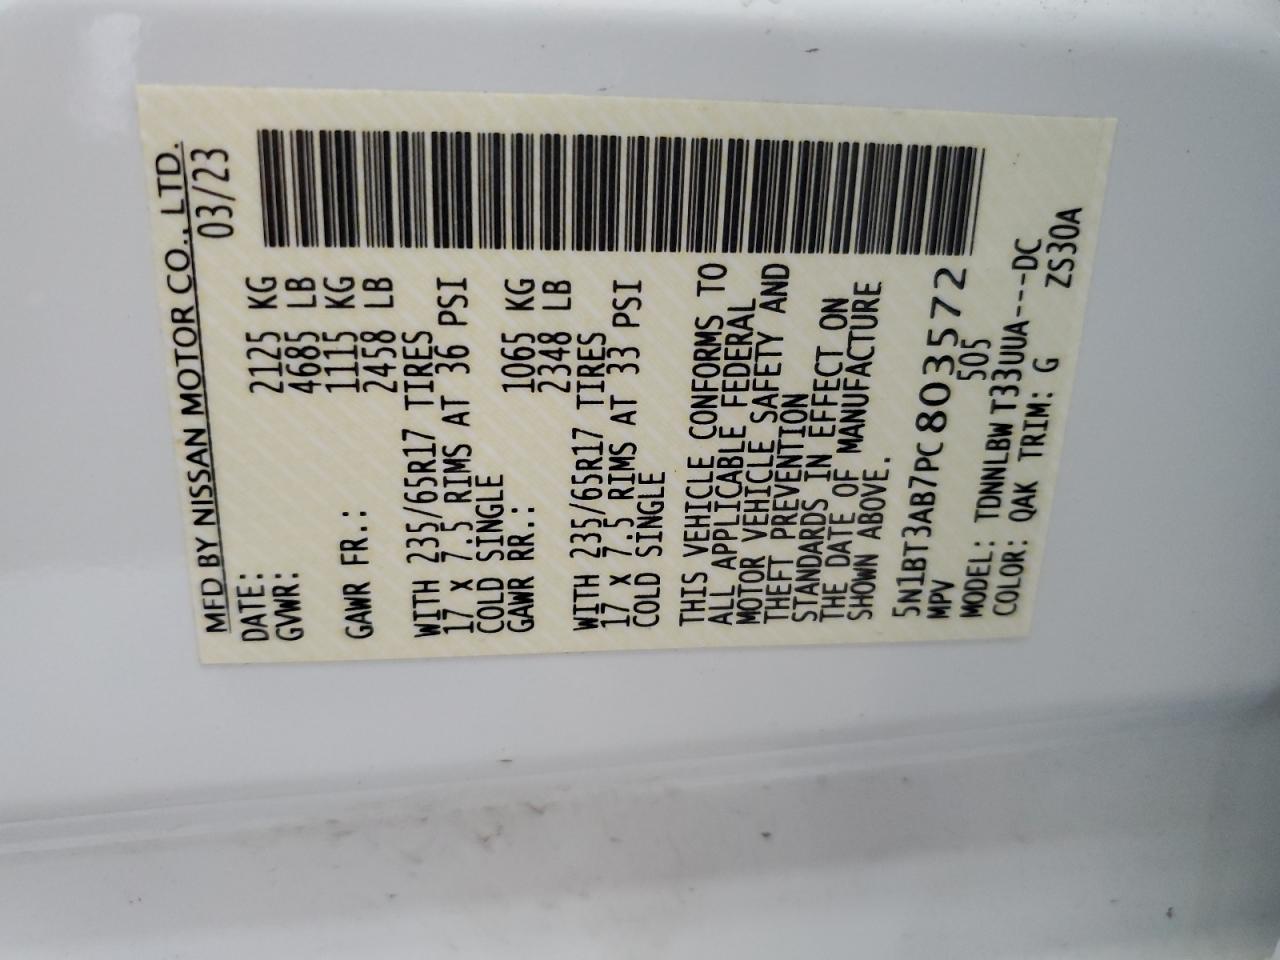 MFD BY NISSAN MOTOR CO., LTD.
DATE: 03/23
GVWR: 2125 KG
4685 LB
GAWR FR.: 1115 KG
2458 LB
WITH 235/65R17 TIRES
17 X 7.5 RIMS AT 36 PSI
COLD SINGLE
GAWR RR.: 1065 KG
2348 LB
WITH 235/65R17 TIRES
17 X 7.5 RIMS AT 33 PSI
COLD SINGLE
THIS VEHICLE CONFORMS TO
ALL APPLICABLE FEDERAL
MOTOR VEHICLE SAFETY AND
THEFT PREVENTION
STANDARDS IN EFFECT ON
THE DATE OF MANUFACTURE
SHOWN ABOVE.
5N1BT3AB7PC803572
MPV 505
MODEL: TDNNLBW T33UUA---DC
COLOR: QAK TRIM: G ZS30A